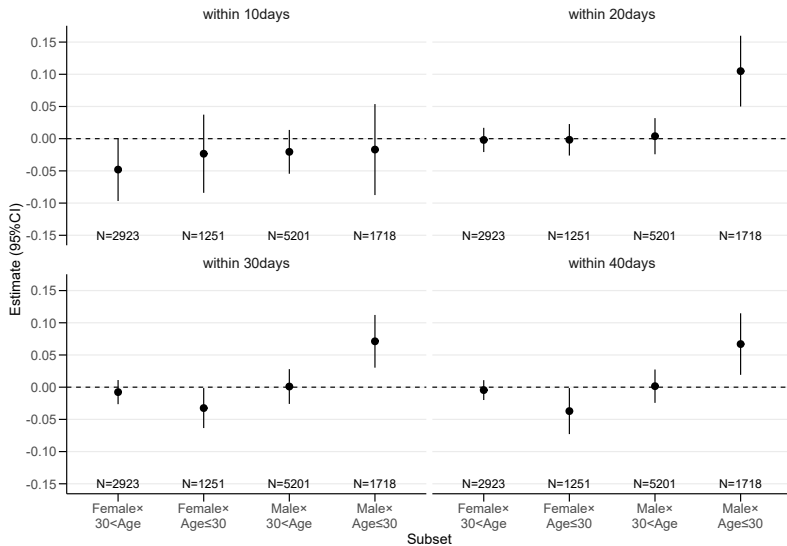 within 10days
within 20days
0.15
0.10
0.05
0.00
-0.05
-0.10
-0.15
N=2923 N=1251 N=5201 N=1718
N=2923 N=1251 N=5201 N=1718
Estimate (95%CI)
within 30days
within 40days
0.15
0.10
0.05
0.00
-0.05
-0.10
-0.15
N=2923 N=1251 N=5201 N=1718
N=2923 N=1251 N=5201 N=1718
Female× Female× Male× Male×
30<Age Age≤30 30<Age Age≤30
Female× Female× Male× Male×
30<Age Age≤30 30<Age Age≤30
Subset